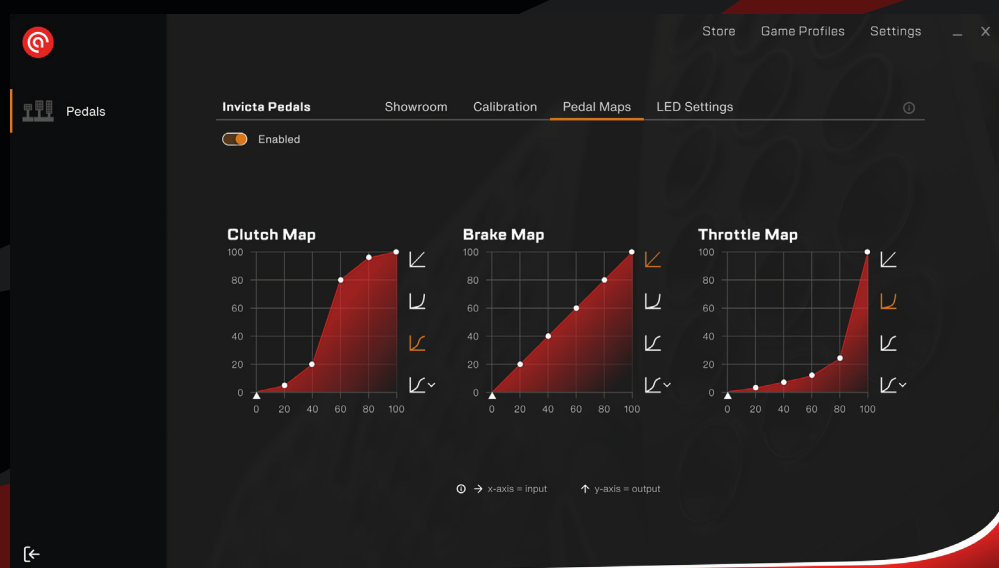 Store Game Profiles Settings
Pedals
Invicta Pedals Showroom Calibration Pedal Maps LED Settings
Enabled
Clutch Map
100
80
60
40
20
0
0 20 40 60 80 100
Brake Map
100
80
60
40
20
0
0 20 40 60 80 100
Throttle Map
100
80
60
40
20
0
0 20 40 60 80 100
x-axis = input y-axis = output